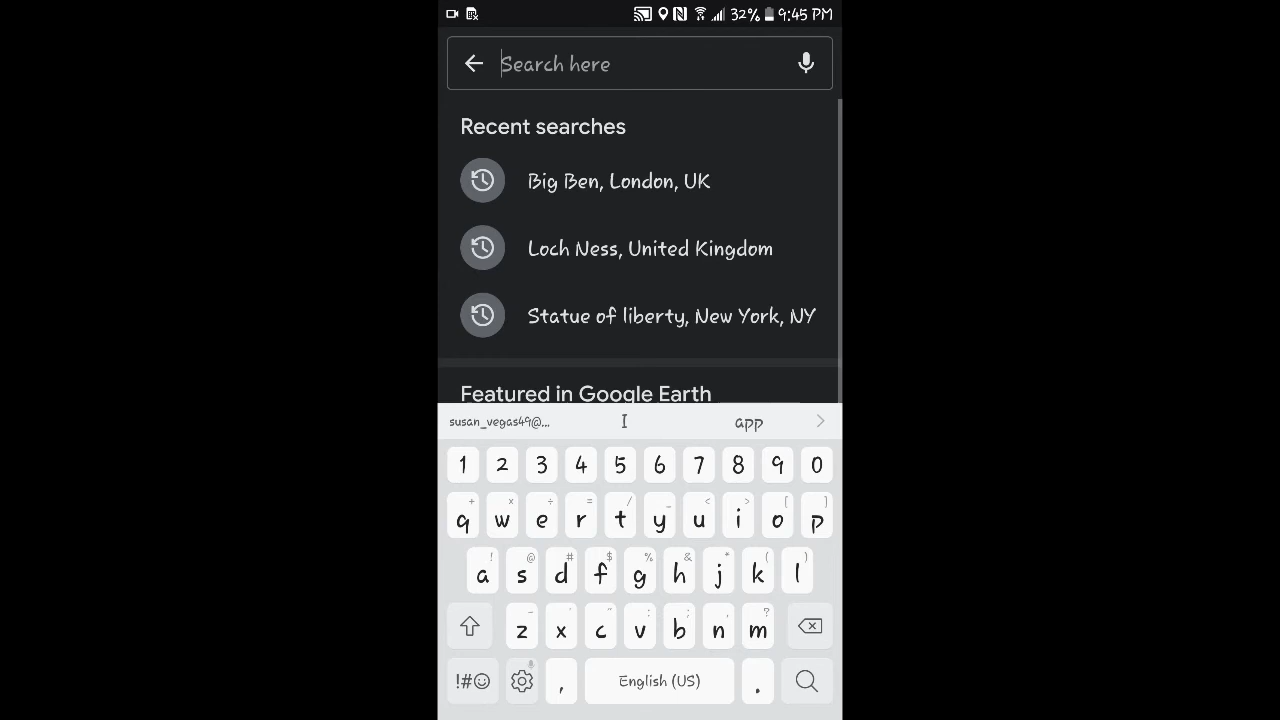 32% 9:45 PM
Search here
Recent searches
Big Ben, London, UK
Loch Ness, United Kingdom
Statue of liberty, New York, NY
Featured in Google Earth
susan_vegas49@... I app
1 2 3 4 5 6 7 8 9 0
+ × ÷ = / _ < > [ ]
q w e r t y u i o p
! @ # $ % & * ( )
a s d f g h j k l
- ' " : ; , ?
z x c v b n m
!#☺ , English (US) .